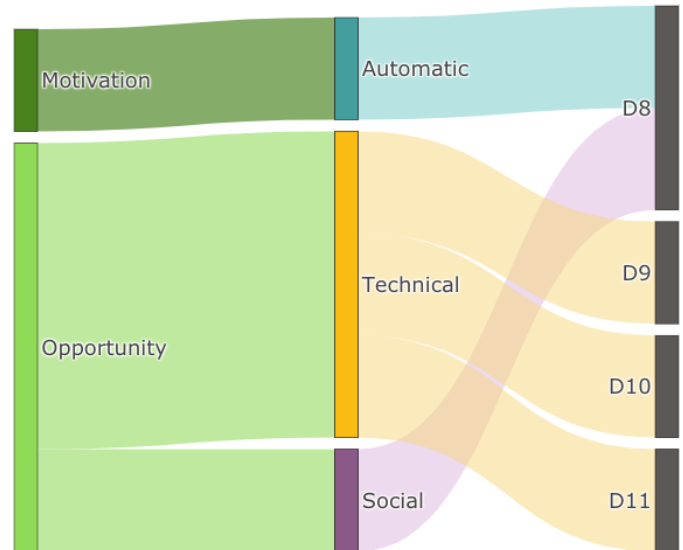 Motivation
Automatic
D8
D9
Technical
Opportunity
D10
Social
D11